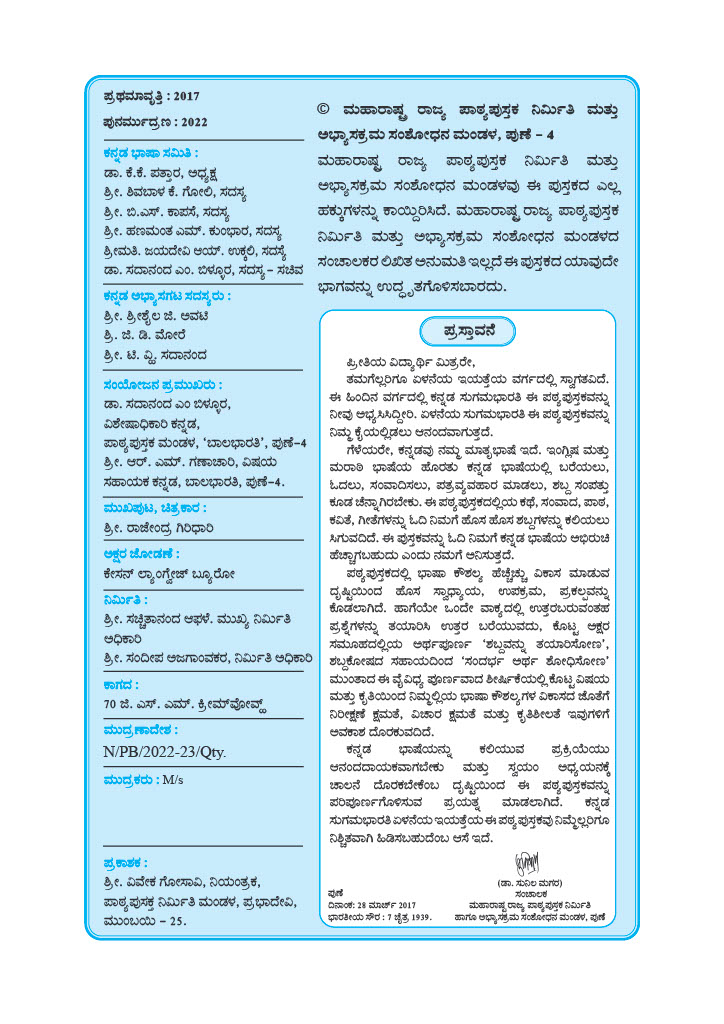 ಪ್ರಥಮಾವೃತ್ತಿ : 2017
ಪುನರ್ಮುದ್ರಣ : 2022
ಕನ್ನಡ ಭಾಷಾ ಸಮಿತಿ :
ಡಾ. ಕೆ.ಕೆ. ಪತ್ತಾರ, ಅಧ್ಯಕ್ಷ
ಶ್ರೀ. ಶಿವಬಾಳ ಕೆ. ಗೋಲಿ, ಸದಸ್ಯ
ಶ್ರೀ. ಬಿ.ಎಸ್. ಕಾಪಸೆ, ಸದಸ್ಯ
ಶ್ರೀ. ಹಣಮಂತ ಎಮ್. ಕುಂಭಾರ, ಸದಸ್ಯ
ಶ್ರೀಮತಿ. ಜಯದೇವಿ ಆಯ್. ಉಕ್ಕಲಿ, ಸದಸ್ಯೆ
ಡಾ. ಸದಾನಂದ ಎಂ. ಬಿಳ್ಳೂರ, ಸದಸ್ಯ – ಸಚಿವ
ಕನ್ನಡ ಅಭ್ಯಾಸಗಟ ಸದಸ್ಯರು :
ಶ್ರೀ. ಶ್ರೀಶೈಲ ಜಿ. ಅವಟಿ
ಶ್ರಿ. ಜಿ. ಡಿ. ಮೋರೆ
ಶ್ರೀ. ಟಿ. ವ್ಹಿ. ಸದಾನಂದ
ಸಂಯೋಜನ ಪ್ರಮುಖರು :
ಡಾ. ಸದಾನಂದ ಎಂ ಬಿಳ್ಳೂರ,
ವಿಶೇಷಾಧಿಕಾರಿ ಕನ್ನಡ,
ಪಾಠ್ಯಪುಸ್ತಕ ಮಂಡಳ, ‘ಬಾಲಭಾರತಿ’, ಪುಣೆ–4
ಶ್ರೀ. ಆರ್. ಎಮ್. ಗಣಾಚಾರಿ, ವಿಷಯ
ಸಹಾಯಕ ಕನ್ನಡ, ಬಾಲಭಾರತಿ, ಪುಣೆ–4.
ಮುಖಪುಟ, ಚಿತ್ರಕಾರ :
ಶ್ರೀ. ರಾಜೇಂದ್ರ ಗಿರಿಧಾರಿ
ಅಕ್ಷರ ಜೋಡಣೆ :
ಕೇಸನ್ ಲ್ಯಾಂಗ್ವೇಜ್ ಬ್ಯೂರೋ
ನಿರ್ಮಿತಿ :
ಶ್ರೀ. ಸಚ್ಚಿತಾನಂದ ಆಫಳೆ. ಮುಖ್ಯ ನಿರ್ಮಿತಿ
ಅಧಿಕಾರಿ
ಶ್ರೀ. ಸಂದೀಪ ಅಜಗಾಂವಕರ, ನಿರ್ಮಿತಿ ಅಧಿಕಾರಿ
ಕಾಗದ :
70 ಜಿ. ಎಸ್. ಎಮ್. ಕ್ರೀಮ್‌ವೋವ್ಹ್
ಮುದ್ರಣಾದೇಶ :
N/PB/2022-23/Qty.
ಮುದ್ರಕರು : M/s
ಪ್ರಕಾಶಕ :
ಶ್ರೀ. ವಿವೇಕ ಗೋಸಾವಿ, ನಿಯಂತ್ರಕ,
ಪಾಠ್ಯಪುಸಕ್ತ ನಿರ್ಮಿತಿ ಮಂಡಳ, ಪ್ರಭಾದೇವಿ,
ಮುಂಬಯಿ – 25.
© ಮಹಾರಾಷ್ಟ್ರ ರಾಜ್ಯ ಪಾಠ್ಯಪುಸ್ತಕ ನಿರ್ಮಿತಿ ಮತ್ತು
ಅಭ್ಯಾಸಕ್ರಮ ಸಂಶೋಧನ ಮಂಡಳ, ಪುಣೆ – 4
ಮಹಾರಾಷ್ಟ್ರ ರಾಜ್ಯ ಪಾಠ್ಯಪುಸ್ತಕ ನಿರ್ಮಿತಿ ಮತ್ತು
ಅಭ್ಯಾಸಕ್ರಮ ಸಂಶೋಧನ ಮಂಡಳವು ಈ ಪುಸ್ತಕದ ಎಲ್ಲ
ಹಕ್ಕುಗಳನ್ನು ಕಾಯ್ದಿರಿಸಿದೆ. ಮಹಾರಾಷ್ಟ್ರ ರಾಜ್ಯ ಪಾಠ್ಯಪುಸ್ತಕ
ನಿರ್ಮಿತಿ ಮತ್ತು ಅಭ್ಯಾಸಕ್ರಮ ಸಂಶೋಧನ ಮಂಡಳದ
ಸಂಚಾಲಕರ ಲಿಖಿತ ಅನುಮತಿ ಇಲ್ಲದೆ ಈ ಪುಸ್ತಕದ ಯಾವುದೇ
ಭಾಗವನ್ನು ಉದ್ಧೃತಗೊಳಿಸಬಾರದು.
ಪ್ರಸ್ತಾವನೆ
ಪ್ರೀತಿಯ ವಿದ್ಯಾರ್ಥಿ ಮಿತ್ರರೇ,
ತಮಗೆಲ್ಲರಿಗೂ ಏಳನೆಯ ಇಯತ್ತೆಯ ವರ್ಗದಲ್ಲಿ ಸ್ವಾಗತವಿದೆ.
ಈ ಹಿಂದಿನ ವರ್ಗದಲ್ಲಿ ಕನ್ನಡ ಸುಗಮಭಾರತಿ ಈ ಪಠ್ಯಪುಸ್ತಕವನ್ನು
ನೀವು ಅಭ್ಯಸಿಸಿದ್ದೀರಿ. ಏಳನೆಯ ಸುಗಮಭಾರತಿ ಈ ಪಠ್ಯಪುಸ್ತಕವನ್ನು
ನಿಮ್ಮ ಕೈಯಲ್ಲಿಡಲು ಆನಂದವಾಗುತ್ತದೆ.
ಗೆಳೆಯರೇ, ಕನ್ನಡವು ನಮ್ಮ ಮಾತೃಭಾಷೆ ಇದೆ. ಇಂಗ್ಲಿಷ ಮತ್ತು
ಮರಾಠಿ ಭಾಷೆಯ ಹೊರತು ಕನ್ನಡ ಭಾಷೆಯಲ್ಲಿ ಬರೆಯಲು,
ಓದಲು, ಸಂವಾದಿಸಲು, ಪತ್ರವ್ಯವಹಾರ ಮಾಡಲು, ಶಬ್ದ ಸಂಪತ್ತು
ಕೂಡ ಚೆನ್ನಾಗಿರಬೇಕು. ಈ ಪಠ್ಯಪುಸ್ತಕದಲ್ಲಿಯ ಕಥೆ, ಸಂವಾದ, ಪಾಠ,
ಕವಿತೆ, ಗೀತೆಗಳನ್ನು ಓದಿ ನಿಮಗೆ ಹೊಸ ಹೊಸ ಶಬ್ದಗಳನ್ನು ಕಲಿಯಲು
ಸಿಗುವದಿದೆ. ಈ ಪುಸ್ತಕವನ್ನು ಓದಿ ನಿಮಗೆ ಕನ್ನಡ ಭಾಷೆಯ ಅಭಿರುಚಿ
ಹೆಚ್ಚಾಗಬಹುದು ಎಂದು ನಮಗೆ ಅನಿಸುತ್ತದೆ.
ಪಠ್ಯಪುಸ್ತಕದಲ್ಲಿ ಭಾಷಾ ಕೌಶಲ್ಯ ಹೆಚ್ಚೆಚ್ಚು ವಿಕಾಸ ಮಾಡುವ
ದೃಷ್ಟಿಯಿಂದ ಹೊಸ ಸ್ವಾಧ್ಯಾಯ, ಉಪಕ್ರಮ, ಪ್ರಕಲ್ಪವನ್ನು
ಕೊಡಲಾಗಿದೆ. ಹಾಗೆಯೇ ಒಂದೇ ವಾಕ್ಯದಲ್ಲಿ ಉತ್ತರಬರುವಂತಹ
ಪ್ರಶ್ನೆಗಳನ್ನು ತಯಾರಿಸಿ ಉತ್ತರ ಬರೆಯುವದು, ಕೊಟ್ಟ ಅಕ್ಷರ
ಸಮೂಹದಲ್ಲಿಯ ಅರ್ಥಪೂರ್ಣ ‘ಶಬ್ದವನ್ನು ತಯಾರಿಸೋಣ’,
ಶಬ್ದಕೋಷದ ಸಹಾಯದಿಂದ ‘ಸಂದರ್ಭ ಅರ್ಥ ಶೋಧಿಸೋಣ’
ಮುಂತಾದ ಈ ವೈವಿಧ್ಯ ಪೂರ್ಣವಾದ ಶೀರ್ಷಿಕೆಯಲ್ಲಿ ಕೊಟ್ಟ ವಿಷಯ
ಮತ್ತು ಕೃತಿಯಿಂದ ನಿಮ್ಮಲ್ಲಿಯ ಭಾಷಾ ಕೌಶಲ್ಯಗಳ ವಿಕಾಸದ ಜೊತೆಗೆ
ನಿರೀಕ್ಷಣೆ ಕ್ಷಮತೆ, ವಿಚಾರ ಕ್ಷಮತೆ ಮತ್ತು ಕೃತಿಶೀಲತೆ ಇವುಗಳಿಗೆ
ಅವಕಾಶ ದೊರಕುವದಿದೆ.
ಕನ್ನಡ ಭಾಷೆಯನ್ನು ಕಲಿಯುವ ಪ್ರಕ್ರಿಯೆಯು
ಆನಂದದಾಯಕವಾಗಬೇಕು ಮತ್ತು ಸ್ವಯಂ ಅಧ್ಯಯನಕ್ಕೆ
ಚಾಲನೆ ದೊರಕಬೇಕೆಂಬ ದೃಷ್ಟಿಯಿಂದ ಈ ಪಠ್ಯಪುಸ್ತಕವನ್ನು
ಪರಿಪೂರ್ಣಗೊಳಿಸುವ ಪ್ರಯತ್ನ ಮಾಡಲಾಗಿದೆ. ಕನ್ನಡ
ಸುಗಮಭಾರತಿ ಏಳನೆಯ ಇಯತ್ತೆಯ ಈ ಪಠ್ಯಪುಸ್ತಕವು ನಿಮ್ಮೆಲ್ಲರಿಗೂ
ನಿಶ್ಚಿತವಾಗಿ ಹಿಡಿಸಬಹುದೆಂಬ ಆಸೆ ಇದೆ.
(ಡಾ. ಸುನಿಲ ಮಗರ)
ಸಂಚಾಲಕ
ಮಹಾರಾಷ್ಟ್ರ ರಾಜ್ಯ ಪಾಠ್ಯಪುಸ್ತಕ ನಿರ್ಮಿತಿ
ಹಾಗೂ ಅಭ್ಯಾಸಕ್ರಮ ಸಂಶೋಧನ ಮಂಡಳ, ಪುಣೆ
ಪುಣೆ
ದಿನಾಂಕ: 28 ಮಾರ್ಚ್ 2017
ಭಾರತೀಯ ಸೌರ : 7 ಚೈತ್ರ 1939.